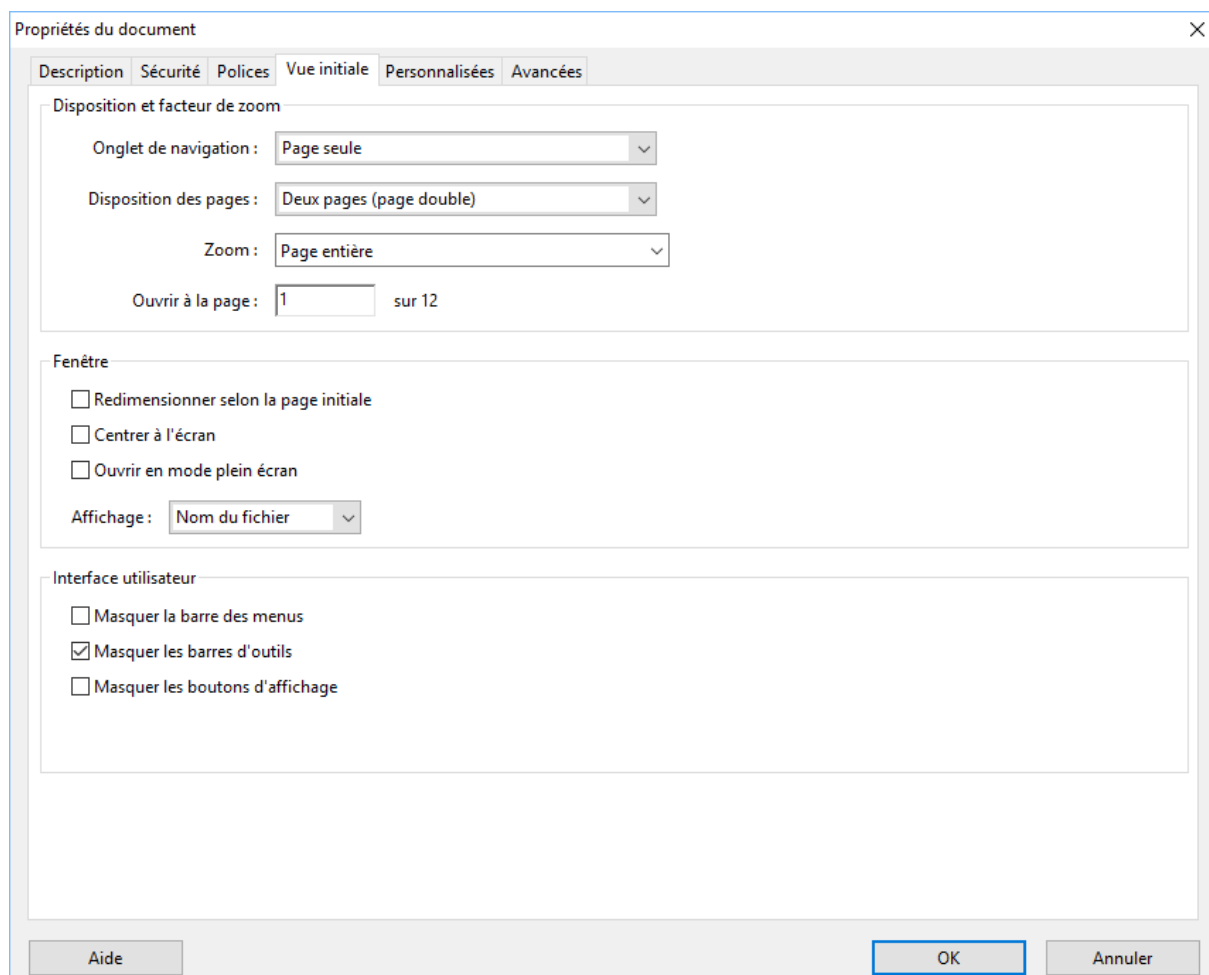 Propriétés du document
Description Sécurité Polices Vue initiale Personnalisées Avancées
Disposition et facteur de zoom
Onglet de navigation : Page seule
Disposition des pages : Deux pages (page double)
Zoom : Page entière
Ouvrir à la page : 1 sur 12
Fenêtre
Redimensionner selon la page initiale
Centrer à l'écran
Ouvrir en mode plein écran
Affichage : Nom du fichier
Interface utilisateur
Masquer la barre des menus
Masquer les barres d'outils
Masquer les boutons d'affichage
Aide OK Annuler